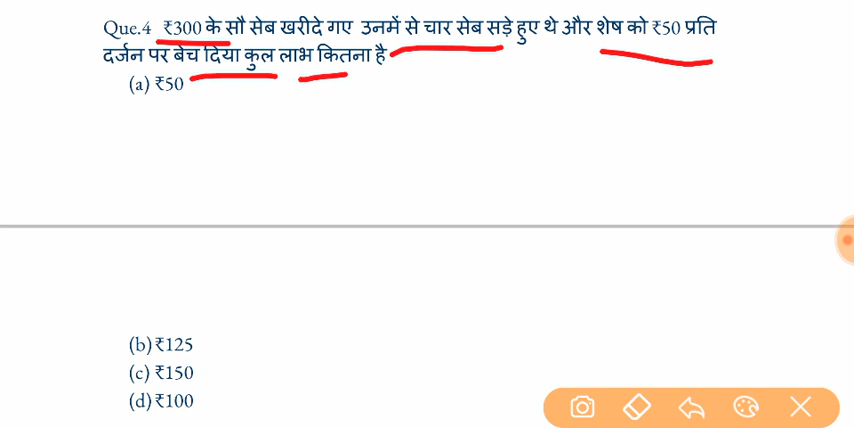 Que.4 ₹300 के सौ सेब खरीदे गए उनमें से चार सेब सड़े हुए थे और शेष को ₹50 प्रति
दर्जन पर बेच दिया कुल लाभ कितना है
(a) ₹50
(b) ₹125
(c) ₹150
(d) ₹100